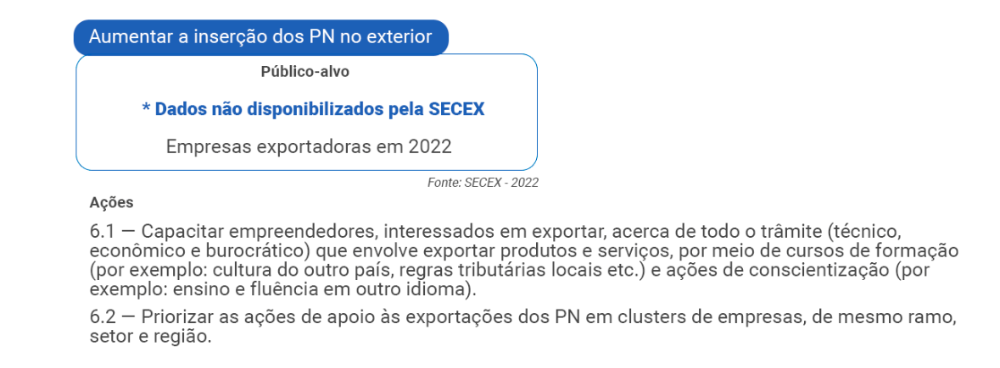 Aumentar a inserção dos PN no exterior
Público-alvo
* Dados não disponibilizados pela SECEX
Empresas exportadoras em 2022
Fonte: SECEX - 2022
Ações
6.1 — Capacitar empreendedores, interessados em exportar, acerca de todo o trâmite (técnico,
econômico e burocrático) que envolve exportar produtos e serviços, por meio de cursos de formação
(por exemplo: cultura do outro país, regras tributárias locais etc.) e ações de conscientização (por
exemplo: ensino e fluência em outro idioma).
6.2 — Priorizar as ações de apoio às exportações dos PN em clusters de empresas, de mesmo ramo,
setor e região.